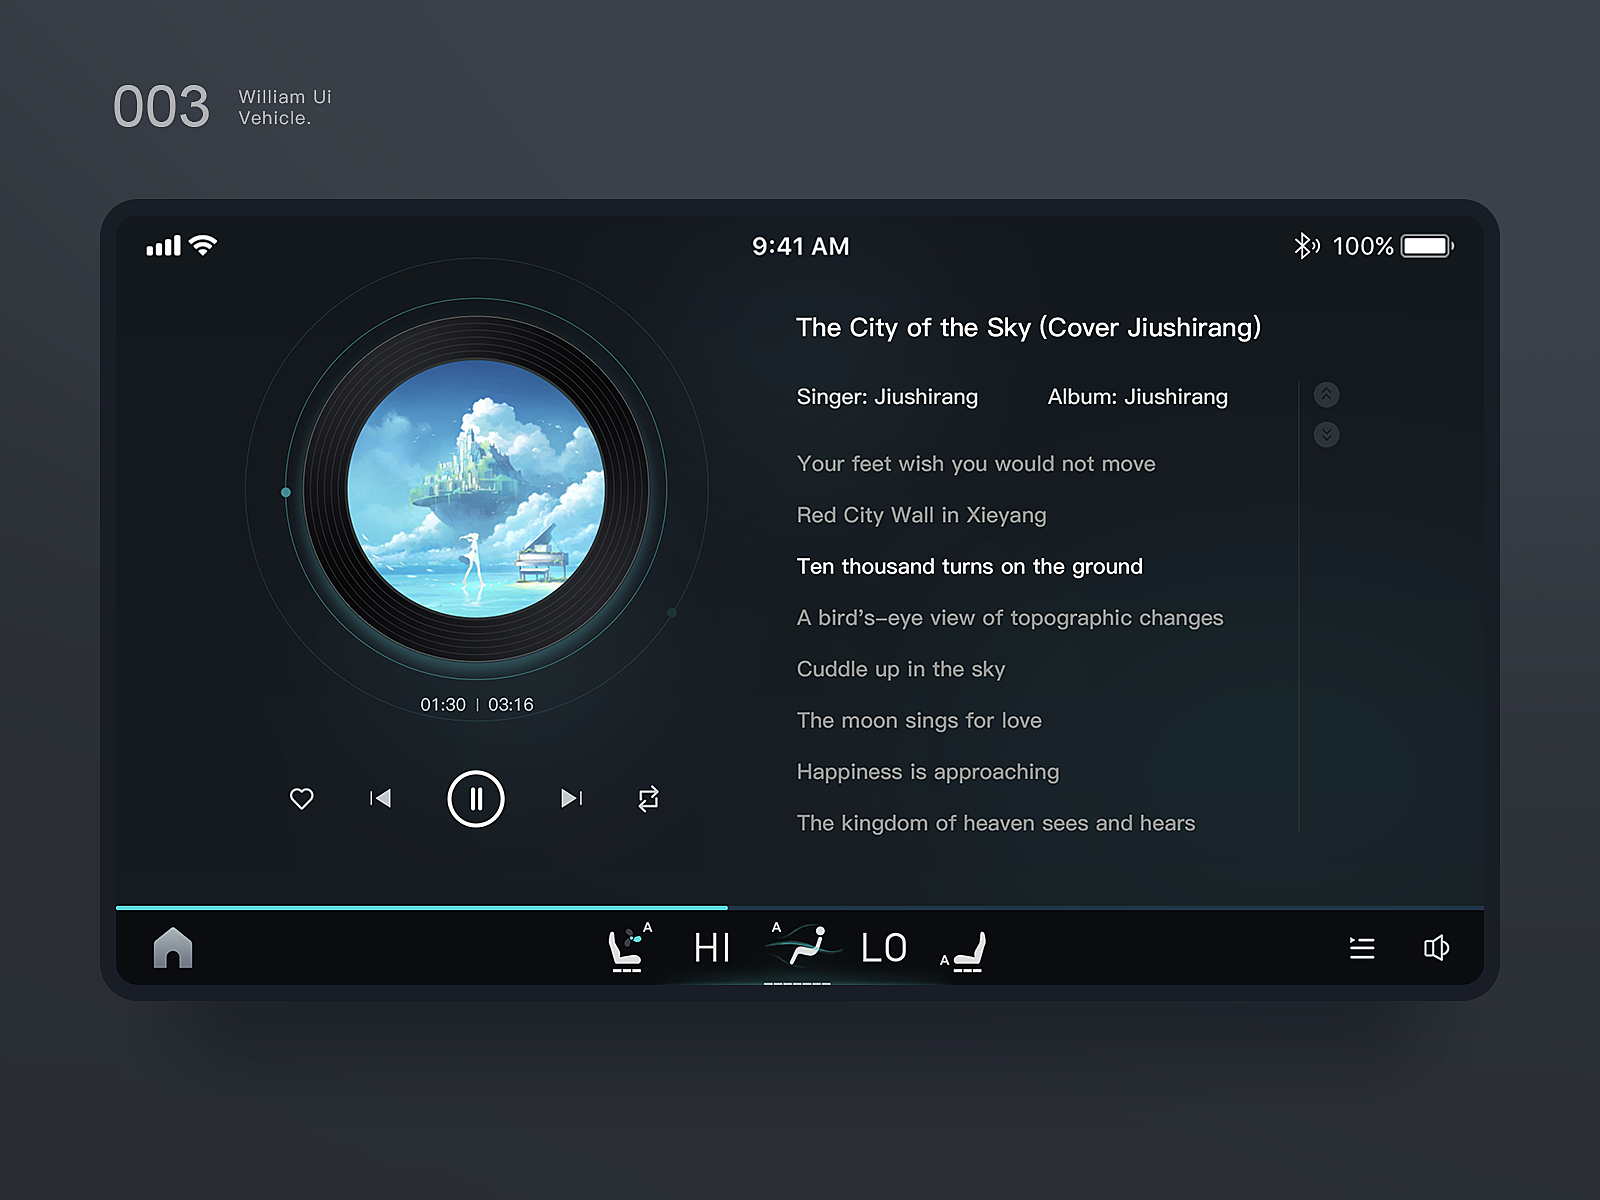 003
William Ui
Vehicle.
9:41 AM
100%
The City of the Sky (Cover Jiushirang)
Singer: Jiushirang
Album: Jiushirang
Your feet wish you would not move
Red City Wall in Xieyang
Ten thousand turns on the ground
A bird’s–eye view of topographic changes
Cuddle up in the sky
The moon sings for love
Happiness is approaching
The kingdom of heaven sees and hears
01:30 | 03:16
A
HI
A
LO
A